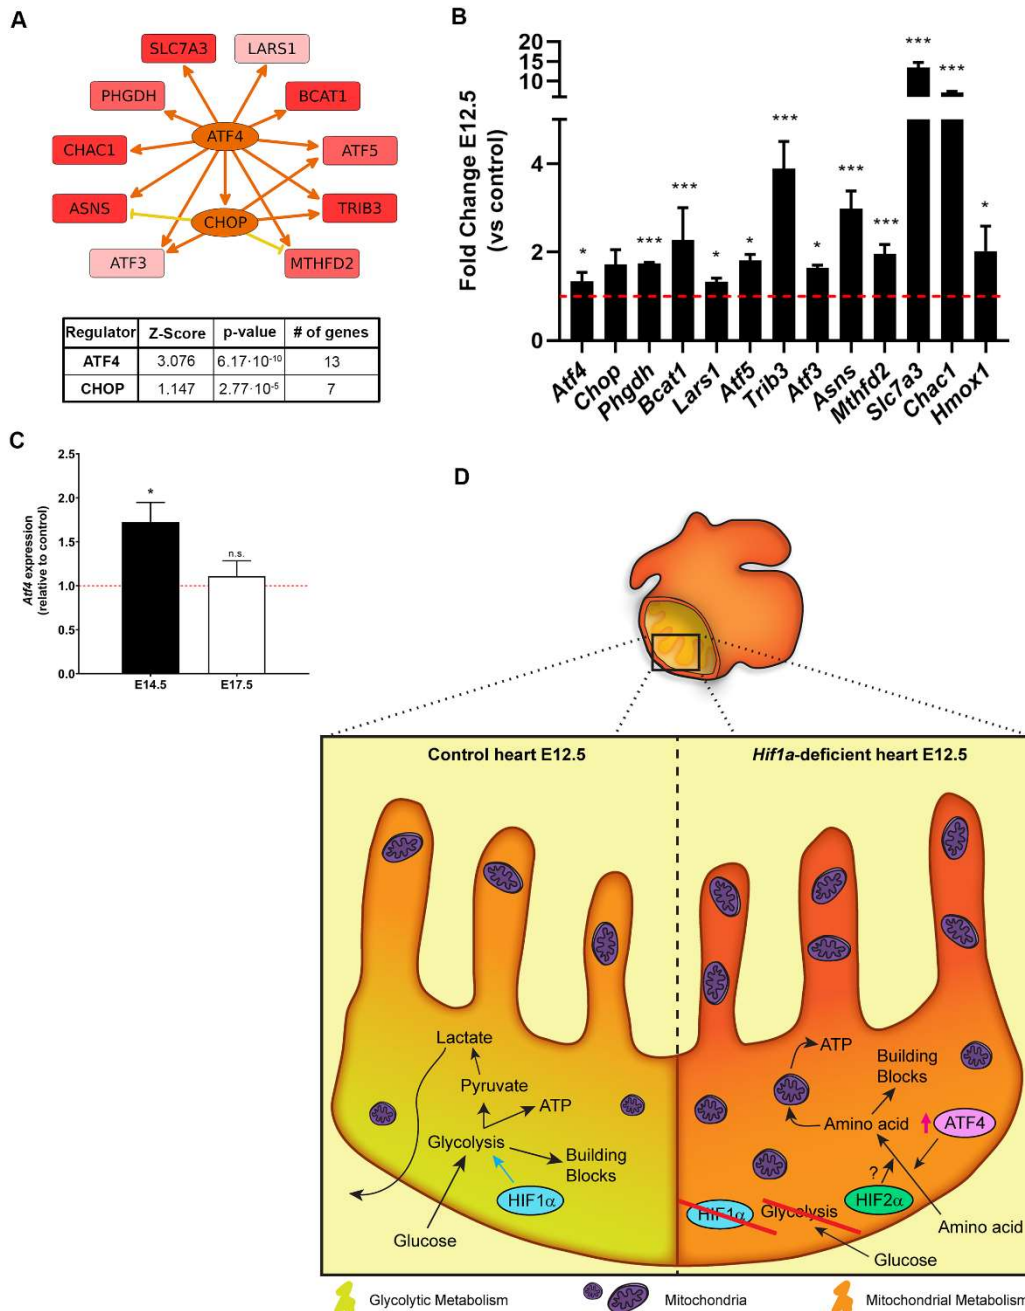 A
SLC7A3
LARS1
PHGDH
BCAT1
ATF4
CHAC1
ATF5
ASNS
CHOP
TRIB3
ATF3
MTHFD2
Regulator Z-Score p-value # of genes
ATF4 3.076 6.17·10⁻¹⁰ 13
CHOP 1.147 2.77·10⁻⁵ 7
B
Fold Change E12.5
(vs control)
20
15
10
4
2
0
*
***
***
*
*
***
*
***
***
***
***
*
Atf4
Chop
Phgdh
Bcat1
Lars1
Atf5
Trib3
Atf3
Asns
Mthfd2
Slc7a3
Chac1
Hmox1
C
Atf4 expression
(relative to control)
2.5
2.0
1.5
1.0
0.5
0.0
*
n.s.
E14.5
E17.5
D
Control heart E12.5
Hif1a-deficient heart E12.5
Lactate
Pyruvate
ATP
Glycolysis
Building
Blocks
HIF1α
Glucose
ATP
Building
Blocks
Amino acid
ATF4
?
HIF2α
HIF1α
Glycolysis
Amino acid
Glucose
Glycolytic Metabolism
Mitochondria
Mitochondrial Metabolism